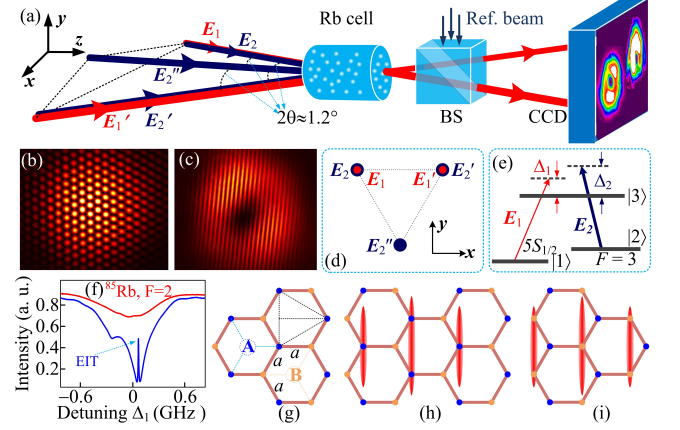 (a)
y
z
x
E1
E2
E2″
E1′
E2′
2θ≈1.2°
Rb cell
Ref. beam
BS
CCD
(b)
(c)
E2
E1
E1′
E2′
E2″
y
x
(d)
(e)
Δ1
Δ2
|3⟩
E1
E2
5S1/2
|2⟩
|1⟩
F = 3
Intensity (a. u.)
0.8
0.6
0.4
0.2
(f) 85Rb, F=2
EIT
−0.6
0
0.6
Detuning Δ1 (GHz)
A
a
a
B
a
(g)
(h)
(i)